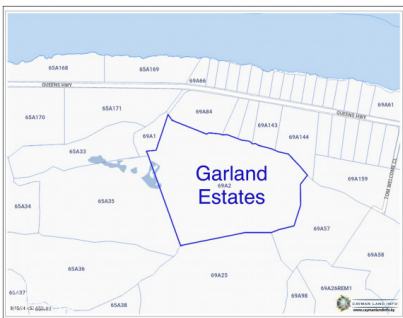 65A168
65A169
69A66
QUEENS HWY
69A61
65A170
65A171
69A84
QUEENS HWY
69A1
69A143
69A144
65A33
Garland
Estates
69A2
69A159
TOM WELCOME CL
65A34
65A35
69A57
69A58
65A36
69A25
65A38
69A98
69A26REM1
CAYMAN LAND INFO
www.caymanlandinfo.ky